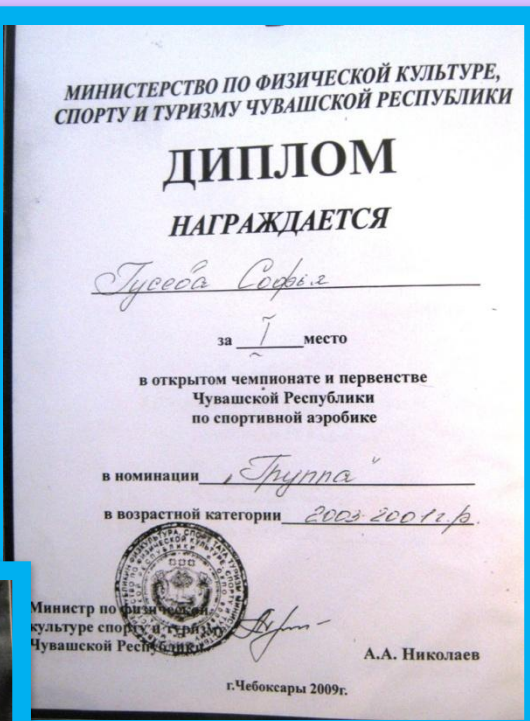 МИНИСТЕРСТВО ПО ФИЗИЧЕСКОЙ КУЛЬТУРЕ,
СПОРТУ И ТУРИЗМУ ЧУВАШСКОЙ РЕСПУБЛИКИ
ДИПЛОМ
НАГРАЖДАЕТСЯ
Гусева Софья
за I место
в открытом чемпионате и первенстве
Чувашской Республики
по спортивной аэробике
в номинации „Группа"
в возрастной категории 2003-2001г.р.
Министр по физической
культуре спорту и туризму
Чувашской Республики
А.А. Николаев
г.Чебоксары 2009г.